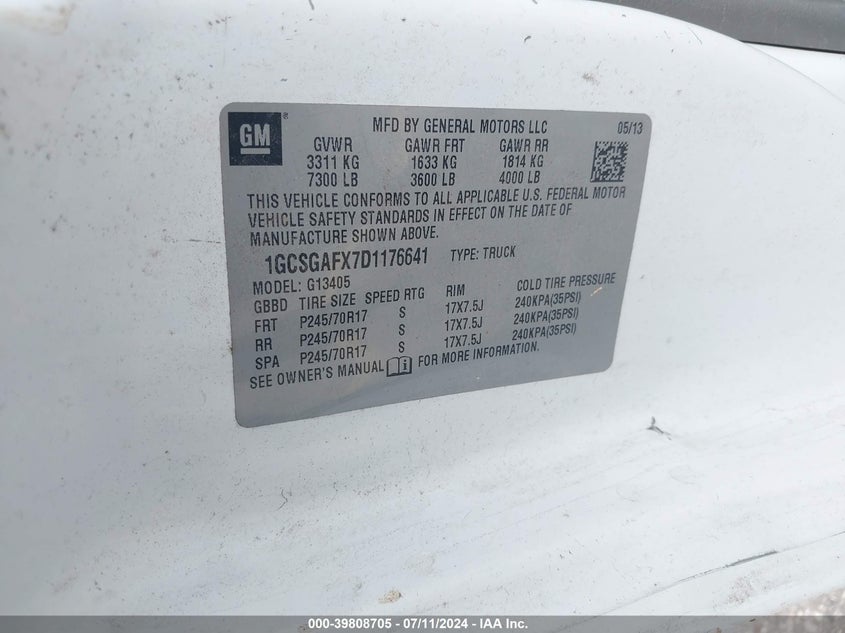 GM®
MFD BY GENERAL MOTORS LLC 05/13
GVWR GAWR FRT GAWR RR
3311 KG 1633 KG 1814 KG
7300 LB 3600 LB 4000 LB
THIS VEHICLE CONFORMS TO ALL APPLICABLE U.S. FEDERAL MOTOR
VEHICLE SAFETY STANDARDS IN EFFECT ON THE DATE OF
MANUFACTURE SHOWN ABOVE.
1GCSGAFX7D1176641 TYPE: TRUCK
MODEL: G13405
GBBD TIRE SIZE SPEED RTG RIM COLD TIRE PRESSURE
FRT P245/70R17 S 17X7.5J 240KPA(35PSI)
RR P245/70R17 S 17X7.5J 240KPA(35PSI)
SPA P245/70R17 S 17X7.5J 240KPA(35PSI)
SEE OWNER'S MANUAL i FOR MORE INFORMATION.
000-39808705 - 07/11/2024 - IAA Inc.